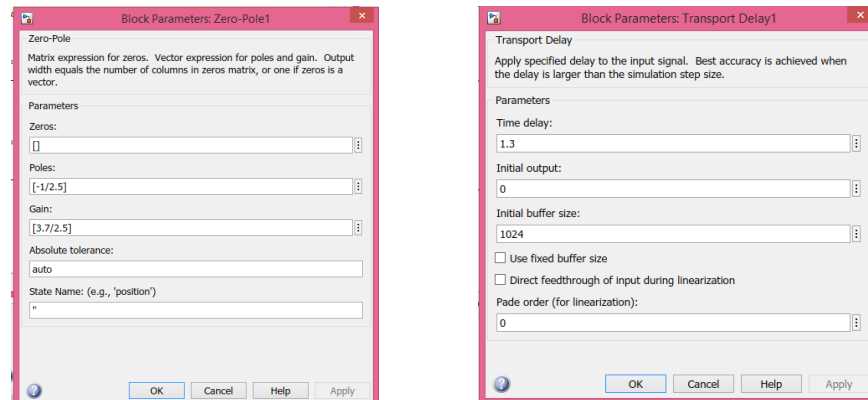 Block Parameters: Zero-Pole1
Zero-Pole
Matrix expression for zeros. Vector expression for poles and gain. Output
width equals the number of columns in zeros matrix, or one if zeros is a
vector.
Parameters
Zeros:
[]
Poles:
[-1/2.5]
Gain:
[3.7/2.5]
Absolute tolerance:
auto
State Name: (e.g., 'position')
''
OK Cancel Help Apply
Block Parameters: Transport Delay1
Transport Delay
Apply specified delay to the input signal. Best accuracy is achieved when
the delay is larger than the simulation step size.
Parameters
Time delay:
1.3
Initial output:
0
Initial buffer size:
1024
Use fixed buffer size
Direct feedthrough of input during linearization
Pade order (for linearization):
0
OK Cancel Help Apply